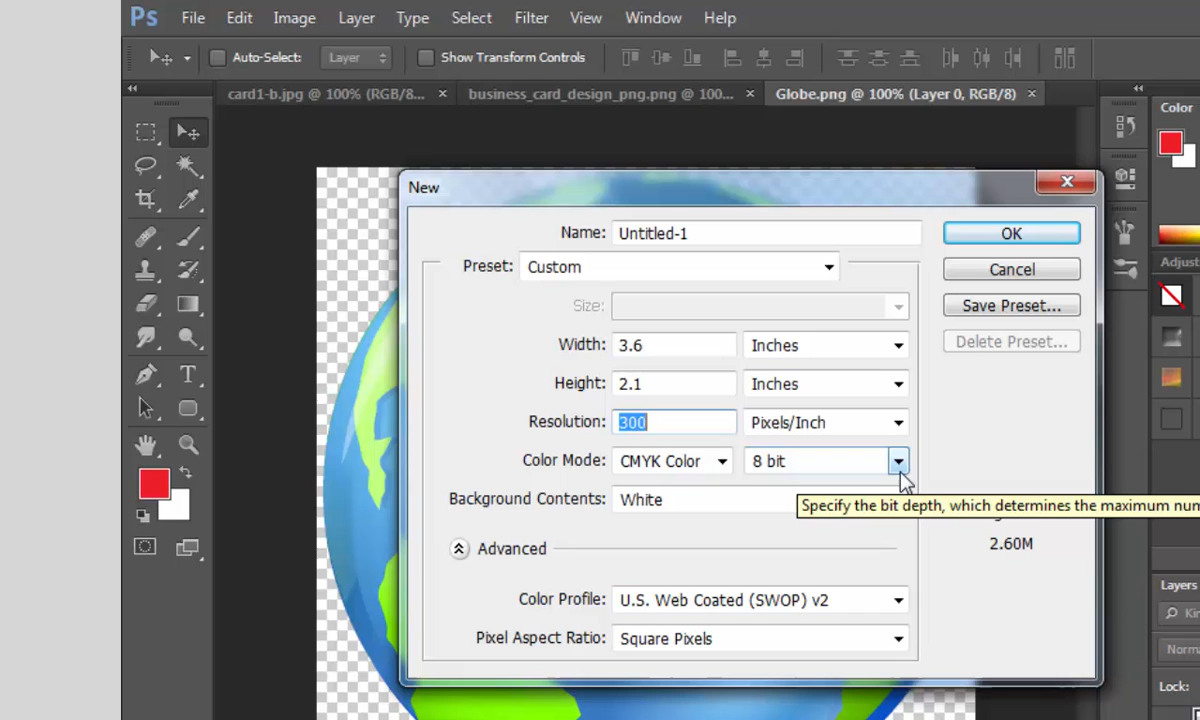 Ps File Edit Image Layer Type Select Filter View Window Help
Auto-Select: Layer Show Transform Controls
card1-b.jpg @ 100% (RGB/8... × business_card_design_png.png @ 100... × Globe.png @ 100% (Layer 0, RGB/8) ×
Color
New
Name: Untitled-1 OK
Preset: Custom Cancel
Size: Save Preset...
Width: 3.6 Inches Delete Preset...
Height: 2.1 Inches
Resolution: 300 Pixels/Inch
Color Mode: CMYK Color 8 bit
Background Contents: White
Specify the bit depth, which determines the maximum
2.60M
Advanced
Color Profile: U.S. Web Coated (SWOP) v2
Pixel Aspect Ratio: Square Pixels
Layers
Lock: